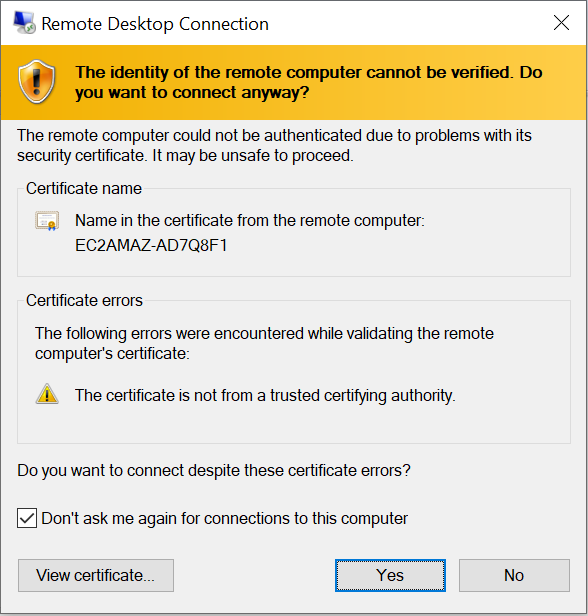 Remote Desktop Connection
The identity of the remote computer cannot be verified. Do
you want to connect anyway?
The remote computer could not be authenticated due to problems with its
security certificate. It may be unsafe to proceed.
Certificate name
Name in the certificate from the remote computer:
EC2AMAZ-AD7Q8F1
Certificate errors
The following errors were encountered while validating the remote
computer's certificate:
The certificate is not from a trusted certifying authority.
Do you want to connect despite these certificate errors?
Don't ask me again for connections to this computer
View certificate...
Yes
No